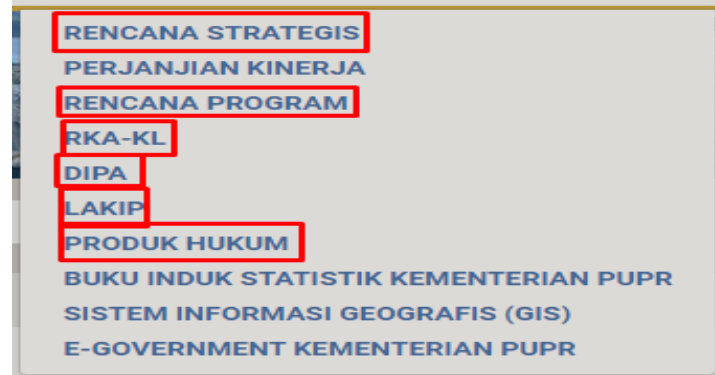 RENCANA STRATEGIS
PERJANJIAN KINERJA
RENCANA PROGRAM
RKA-KL
DIPA
LAKIP
PRODUK HUKUM
BUKU INDUK STATISTIK KEMENTERIAN PUPR
SISTEM INFORMASI GEOGRAFIS (GIS)
E-GOVERNMENT KEMENTERIAN PUPR